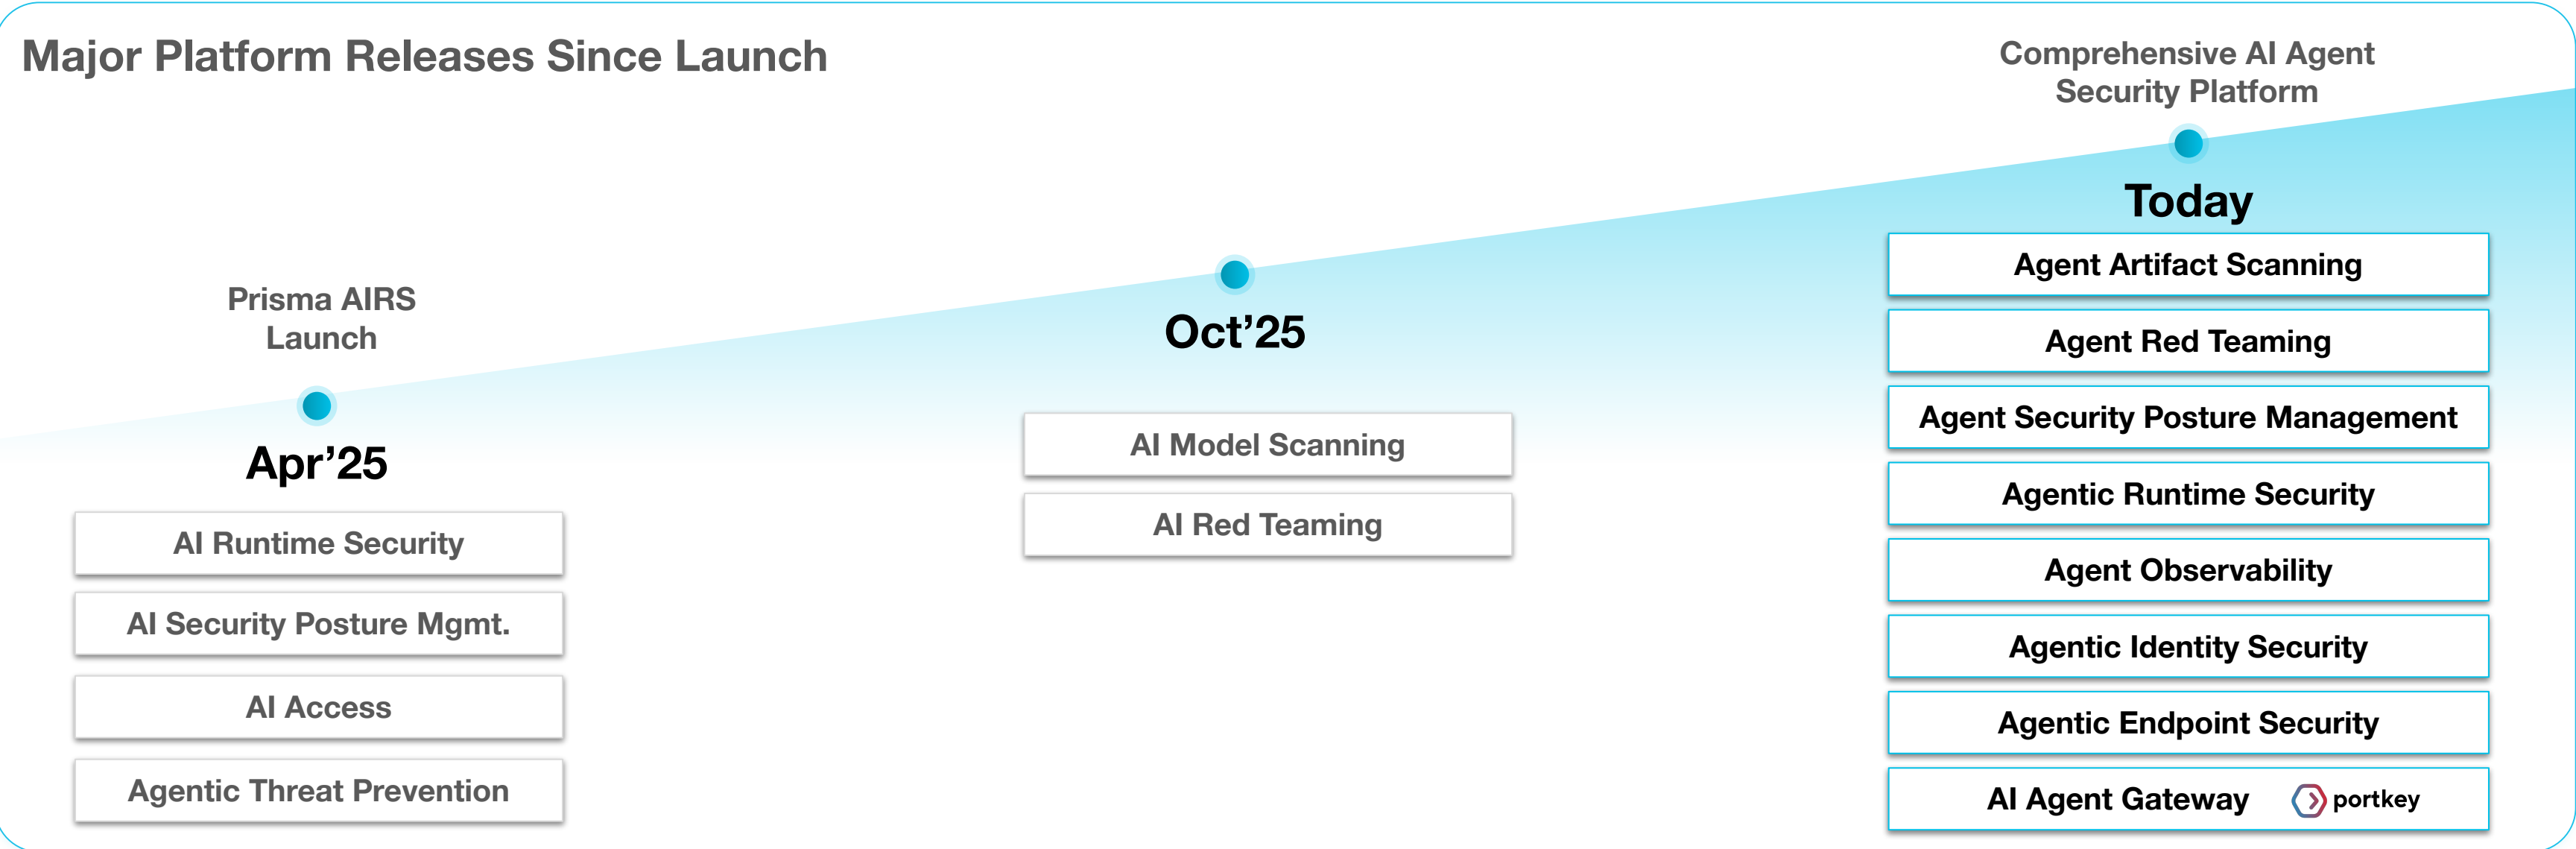 Major Platform Releases Since Launch
Prisma AIRS
Launch
Apr’25
AI Runtime Security
AI Security Posture Mgmt.
AI Access
Agentic Threat Prevention
Oct’25
AI Model Scanning
AI Red Teaming
Comprehensive AI Agent
Security Platform
Today
Agent Artifact Scanning
Agent Red Teaming
Agent Security Posture Management
Agentic Runtime Security
Agent Observability
Agentic Identity Security
Agentic Endpoint Security
AI Agent Gateway portkey